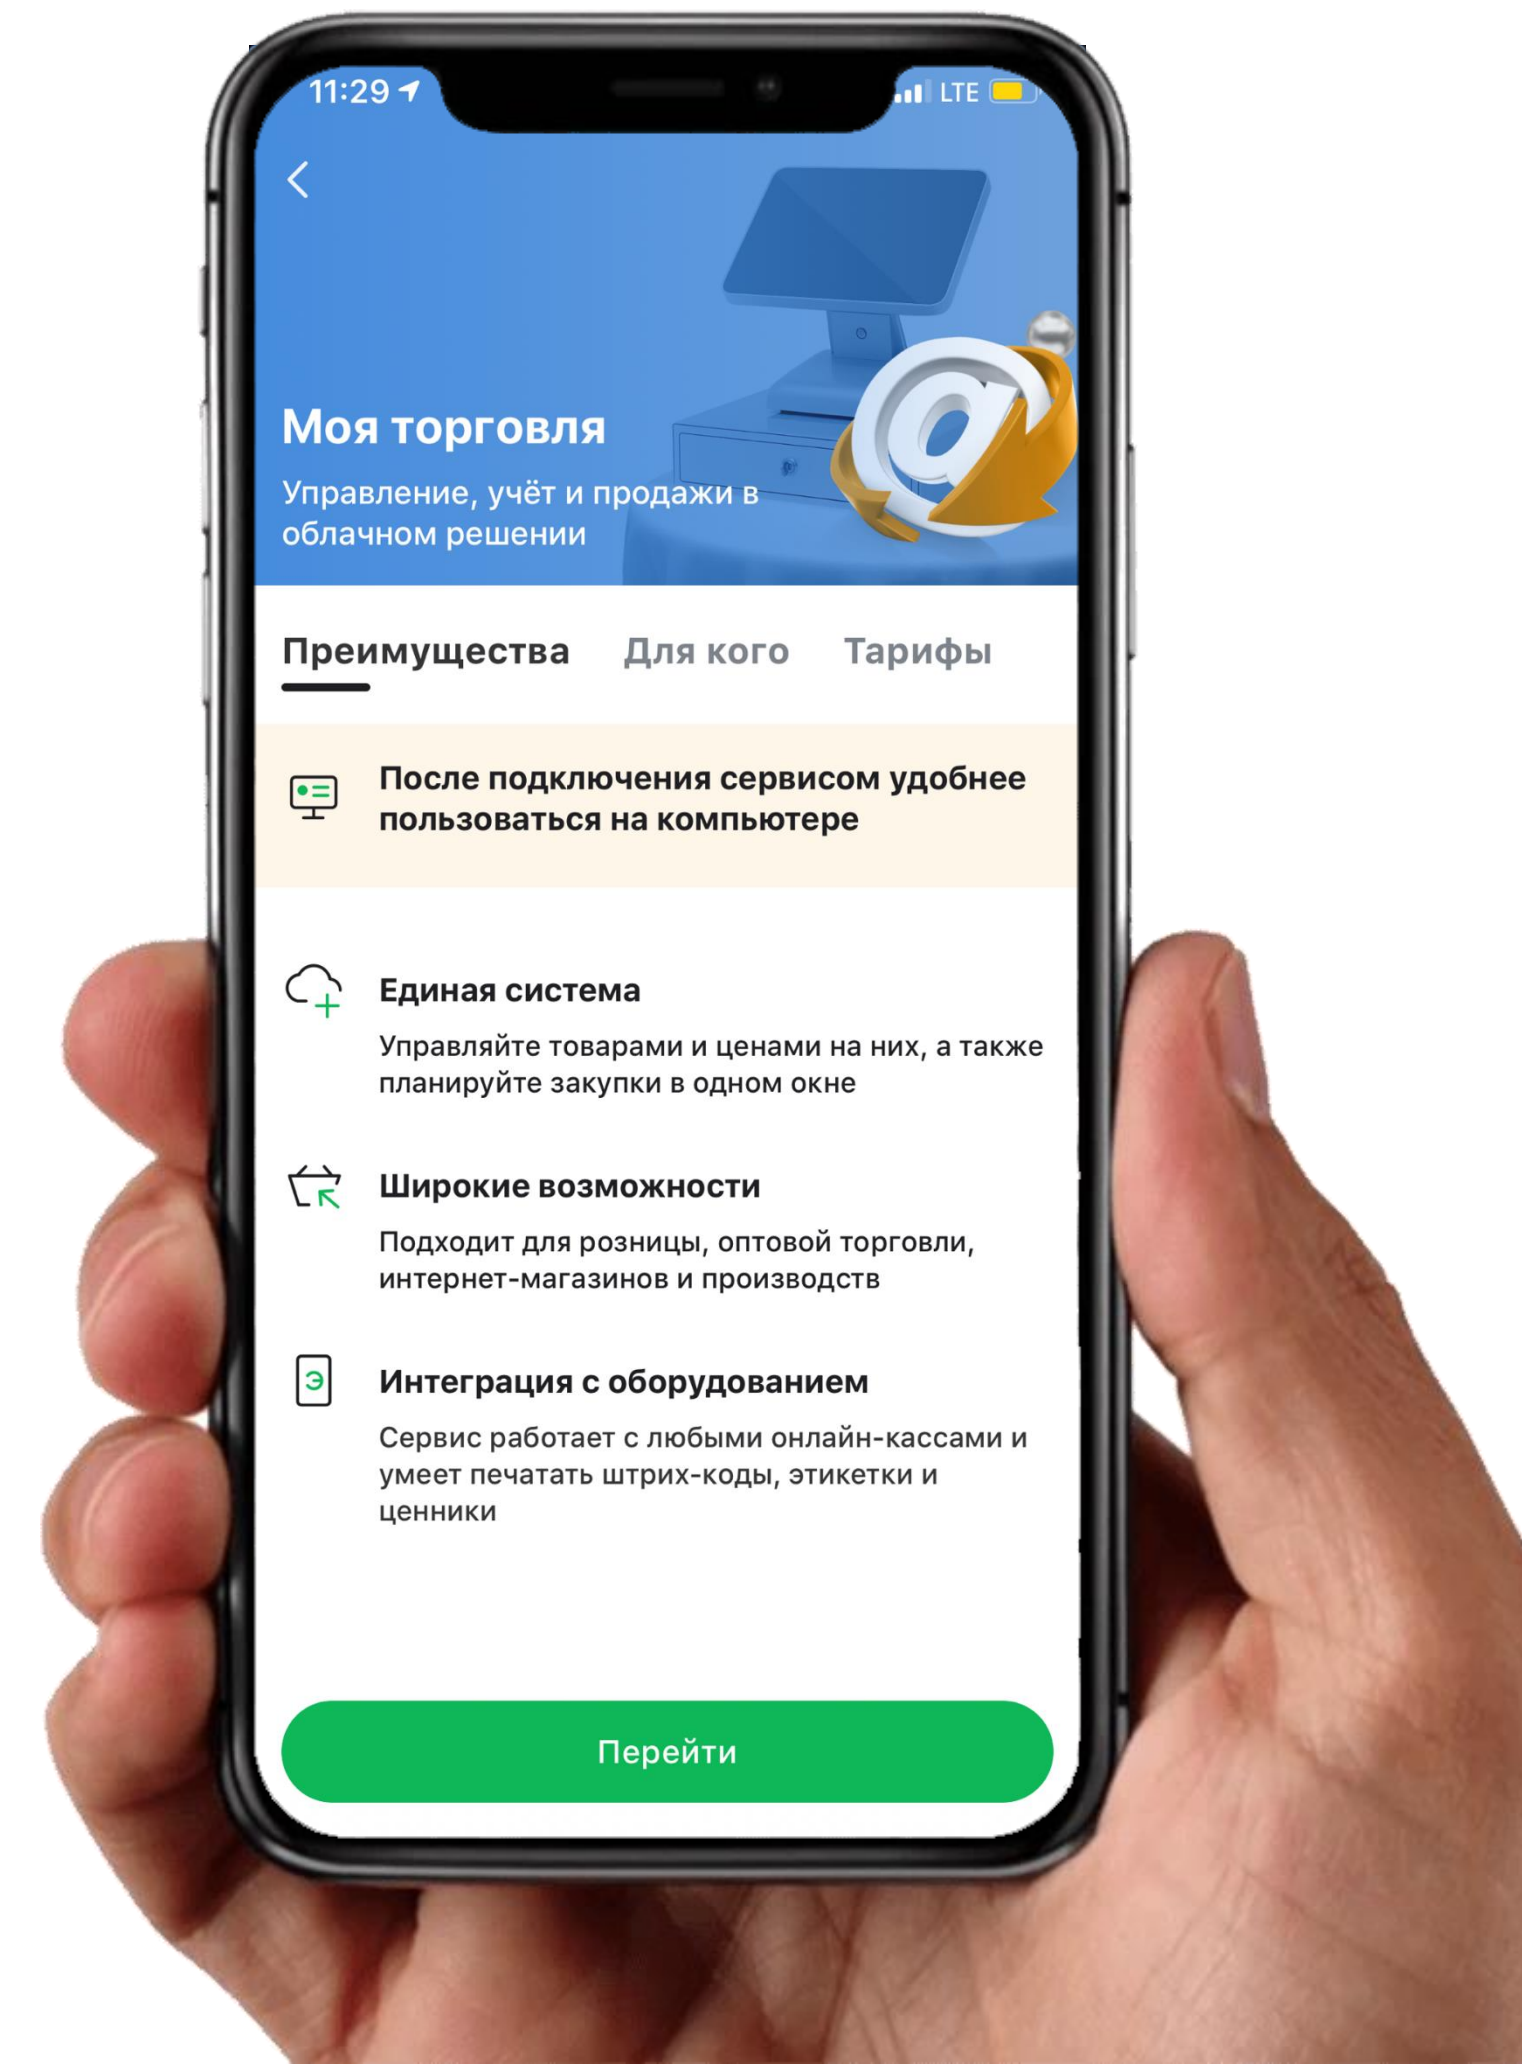 11:29
LTE
Моя торговля
Управление, учёт и продажи в
облачном решении
Преимущества Для кого Тарифы
После подключения сервисом удобнее
пользоваться на компьютере
Единая система
Управляйте товарами и ценами на них, а также
планируйте закупки в одном окне
Широкие возможности
Подходит для розницы, оптовой торговли,
интернет-магазинов и производств
Интеграция с оборудованием
Сервис работает с любыми онлайн-кассами и
умеет печатать штрих-коды, этикетки и
ценники
Перейти